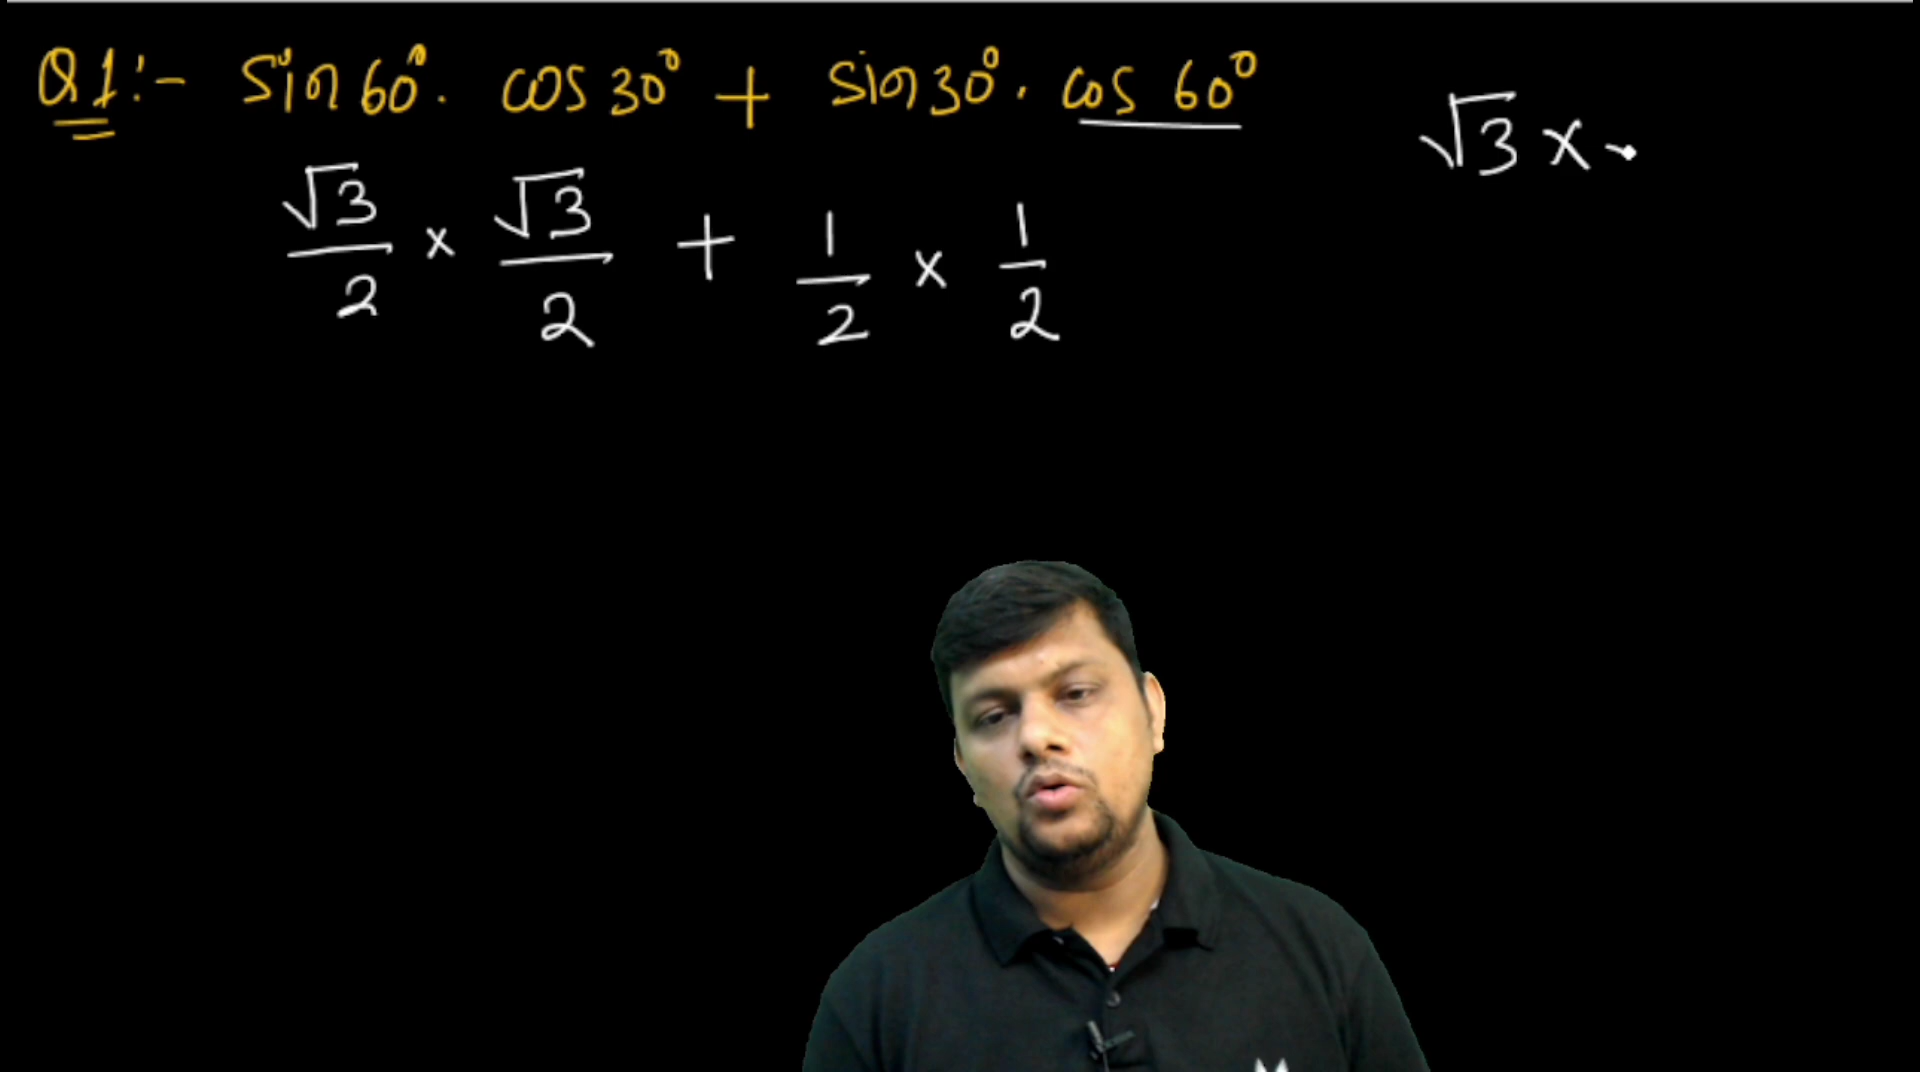 Q1:- sin 60°. cos 30° + sin 30°. cos 60°
√3/2 × √3/2 + 1/2 × 1/2
√3 ×